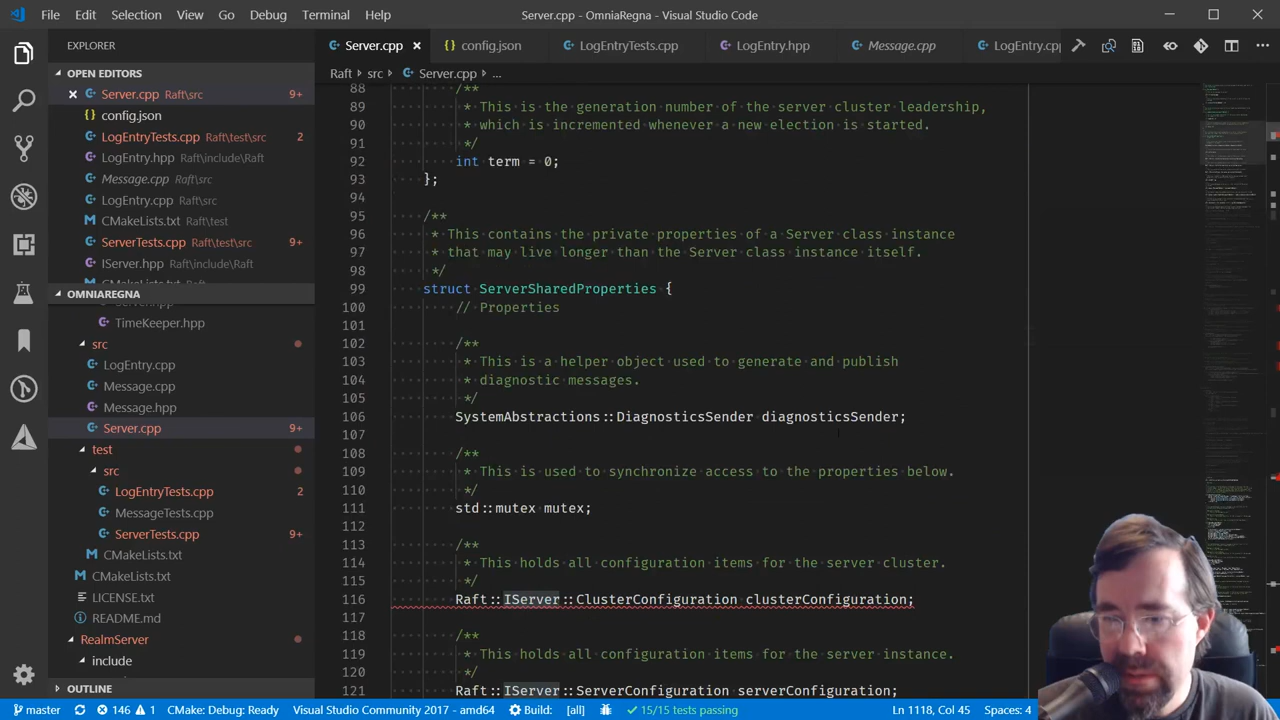 File Edit Selection View Go Debug Terminal Help
Server.cpp - OmniaRegna - Visual Studio Code
EXPLORER
OPEN EDITORS
Server.cpp Raft\src 9+
config.json
LogEntryTests.cpp Raft\test\src 2
LogEntry.hpp Raft\include\Raft
Message.cpp Raft\src
LogEntry.cpp Raft\src
CMakeLists.txt Raft\test
ServerTests.cpp Raft\test\src 9+
IServer.hpp Raft\include\Raft
OMNIAREGNA
TimeKeeper.hpp
src
LogEntry.cpp
Message.cpp
Message.hpp
Server.cpp 9+
test
src
LogEntryTests.cpp 2
MessageTests.cpp
ServerTests.cpp 9+
CMakeLists.txt
CMakeLists.txt
LICENSE.txt
README.md
RealmServer
include
OUTLINE
Server.cpp config.json LogEntryTests.cpp LogEntry.hpp Message.cpp LogEntry.cpp
Raft > src > Server.cpp > ...
88 /**
89 * This is the generation number of the server cluster leadership,
90 * which is incremented whenever a new election is started.
91 */
92 int term = 0;
93 };
94
95 /**
96 * This contains the private properties of a Server class instance
97 * that may live longer than the Server class instance itself.
98 */
99 struct ServerSharedProperties {
100 // Properties
101
102 /**
103 * This is a helper object used to generate and publish
104 * diagnostic messages.
105 */
106 SystemAbstractions::DiagnosticsSender diagnosticsSender;
107
108 /**
109 * This is used to synchronize access to the properties below.
110 */
111 std::mutex mutex;
112
113 /**
114 * This holds all configuration items for the server cluster.
115 */
116 Raft::IServer::ClusterConfiguration clusterConfiguration;
117
118 /**
119 * This holds all configuration items for the server instance.
120 */
121 Raft::IServer::ServerConfiguration serverConfiguration;
master 146 1 CMake: Debug: Ready Visual Studio Community 2017 - amd64 Build: [all] 15/15 tests passing Ln 1118, Col 45 Spaces: 4